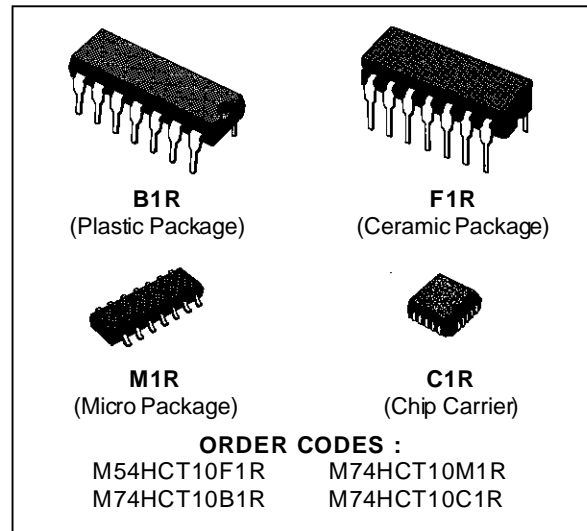 B1R
(Plastic Package)
F1R
(Ceramic Package)
M1R
(Micro Package)
C1R
(Chip Carrier)
ORDER CODES :
M54HCT10F1R M74HCT10M1R
M74HCT10B1R M74HCT10C1R